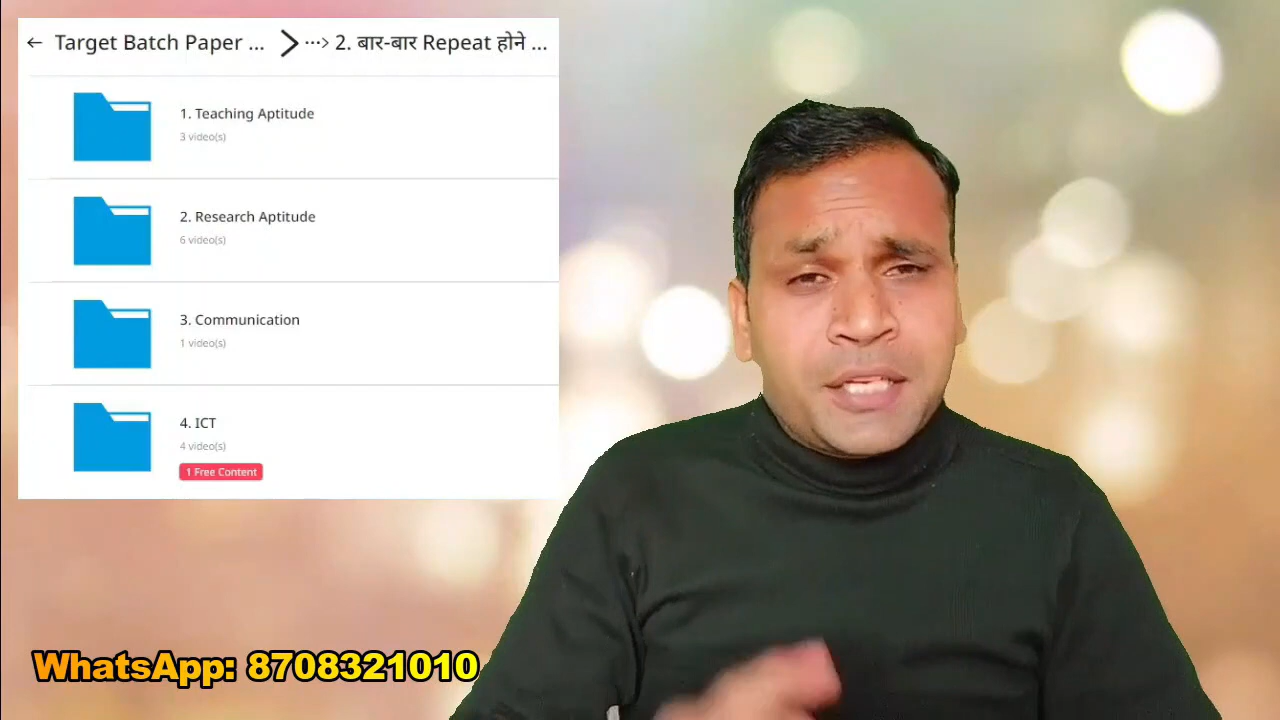 ← Target Batch Paper ... > ···> 2. बार-बार Repeat होने ...
1. Teaching Aptitude
3 video(s)
2. Research Aptitude
6 video(s)
3. Communication
1 video(s)
4. ICT
4 video(s)
1 Free Content
WhatsApp: 8708321010